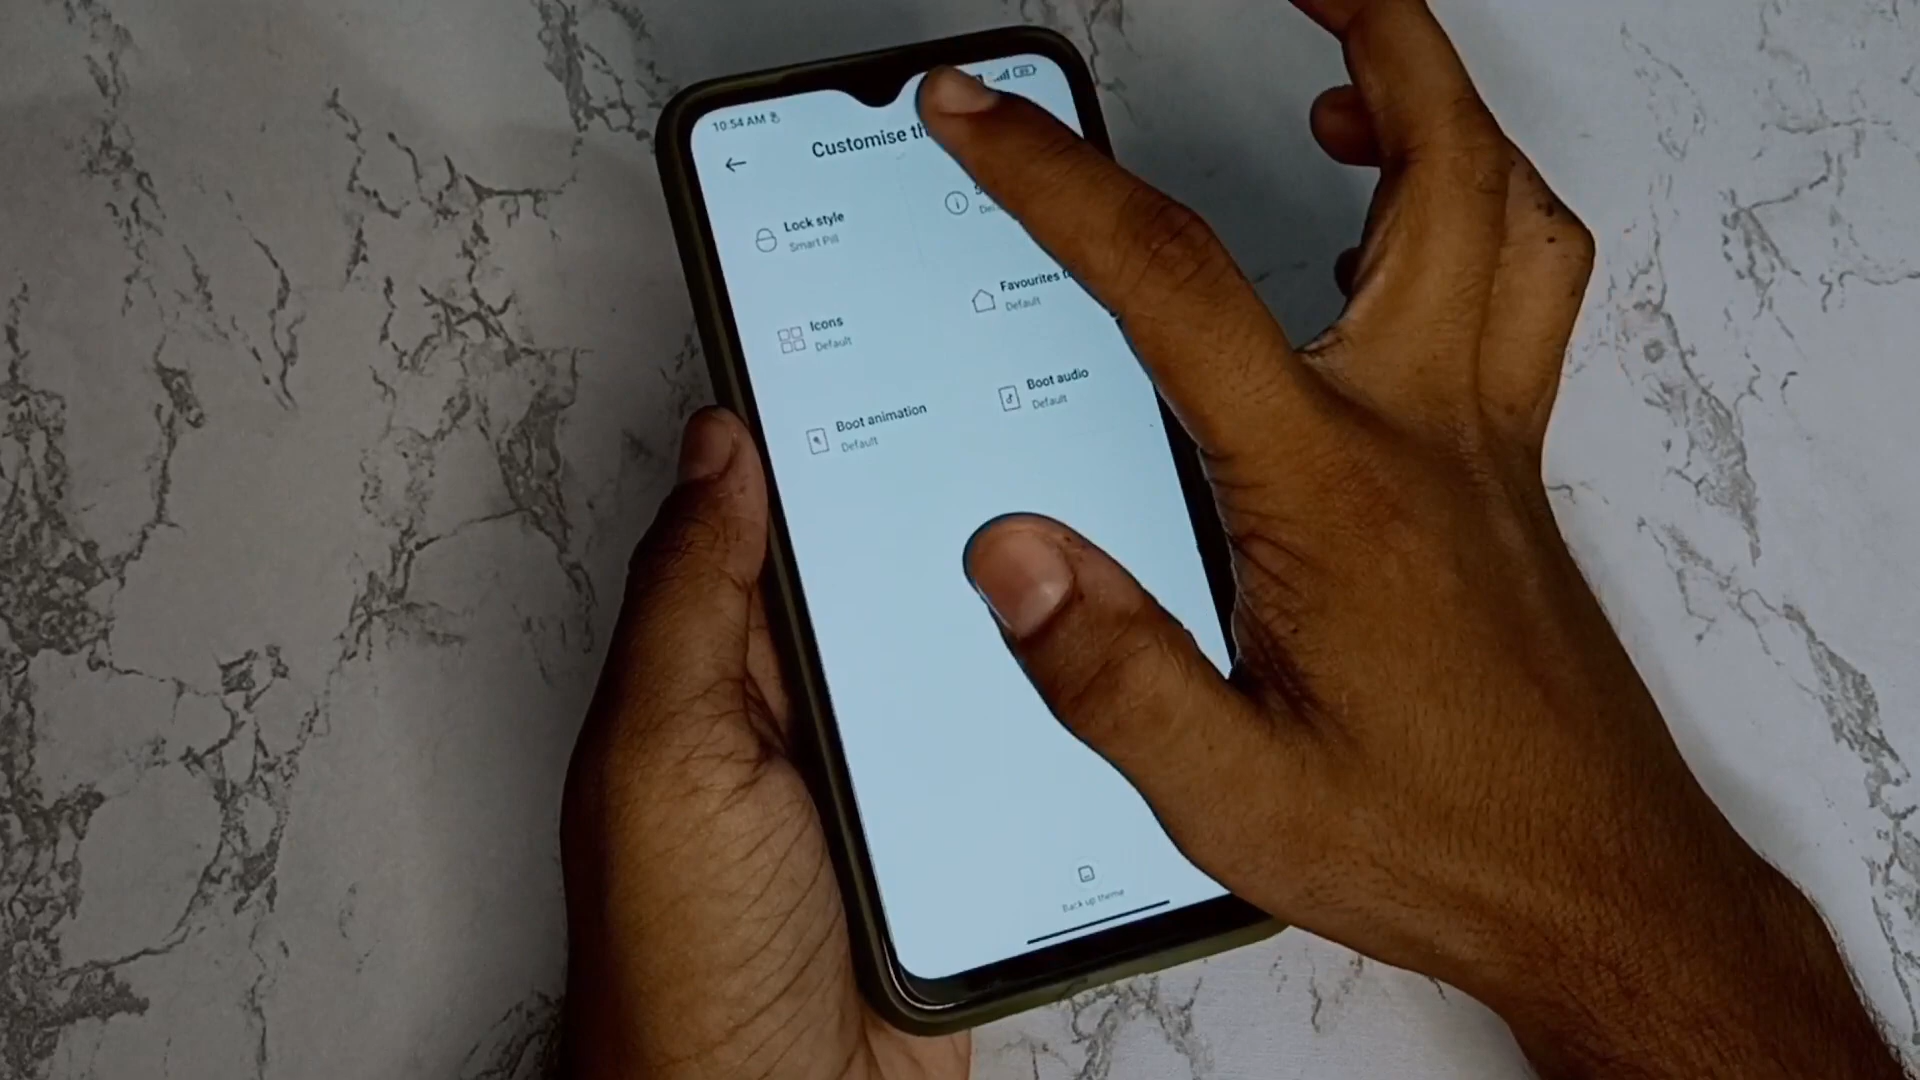 10:54 AM
Customise
Lock style
Smart Pill
Icons
Default
Favourites
Default
Boot animation
Default
Boot audio
Default
Back up theme